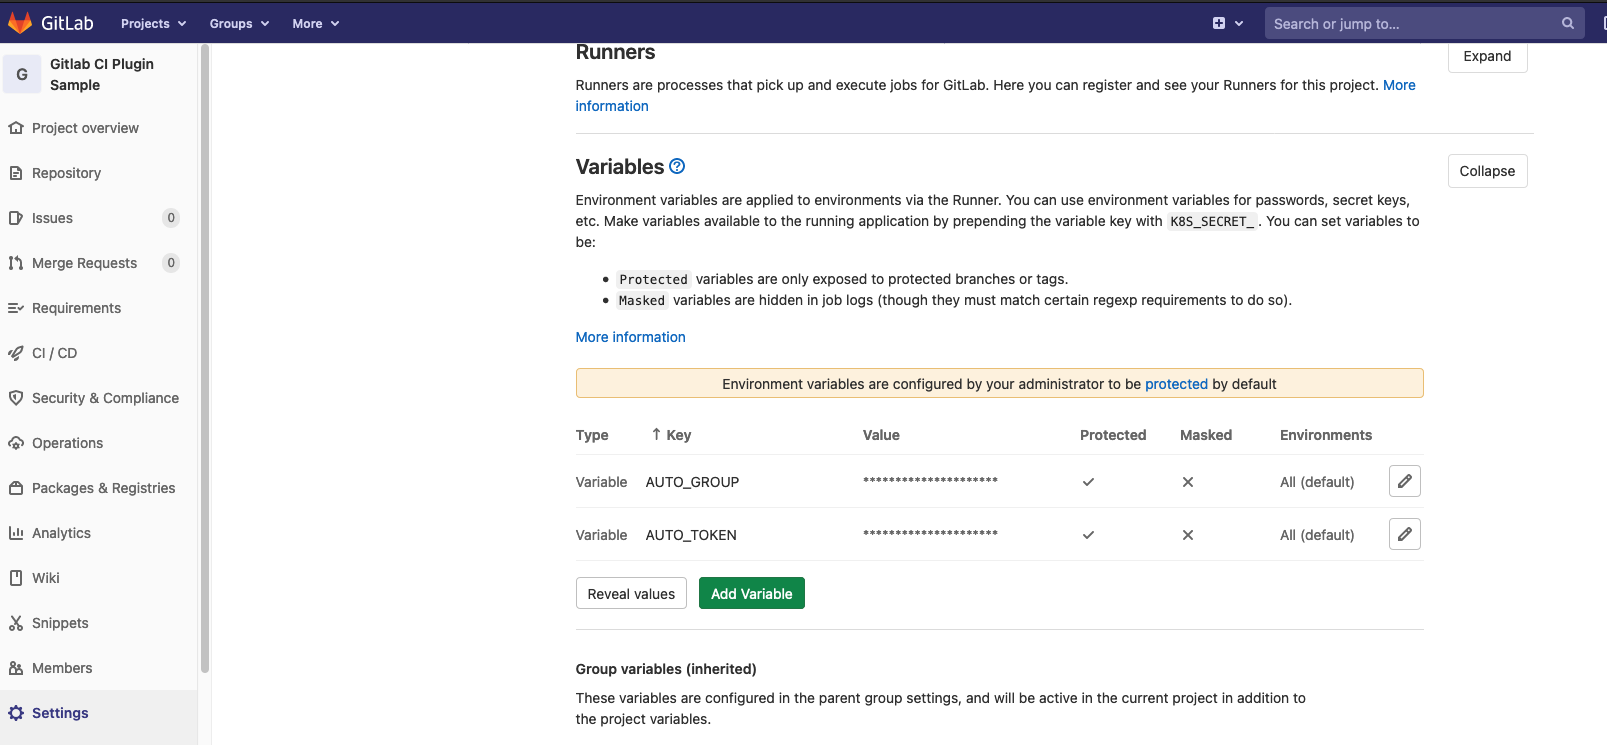 GitLab Projects Groups More Search or jump to...
G
Gitlab CI Plugin
Sample
Project overview
Repository
Issues 0
Merge Requests 0
Requirements
CI / CD
Security & Compliance
Operations
Packages & Registries
Analytics
Wiki
Snippets
Members
Settings
Runners
Expand
Runners are processes that pick up and execute jobs for GitLab. Here you can register and see your Runners for this project. More
information
Variables
Collapse
Environment variables are applied to environments via the Runner. You can use environment variables for passwords, secret keys,
etc. Make variables available to the running application by prepending the variable key with K8S_SECRET_. You can set variables to
be:
• Protected variables are only exposed to protected branches or tags.
• Masked variables are hidden in job logs (though they must match certain regexp requirements to do so).
More information
Environment variables are configured by your administrator to be protected by default
Type ↑ Key Value Protected Masked Environments
Variable AUTO_GROUP ********************* ✓ ✕ All (default)
Variable AUTO_TOKEN ********************* ✓ ✕ All (default)
Reveal values Add Variable
Group variables (inherited)
These variables are configured in the parent group settings, and will be active in the current project in addition to
the project variables.